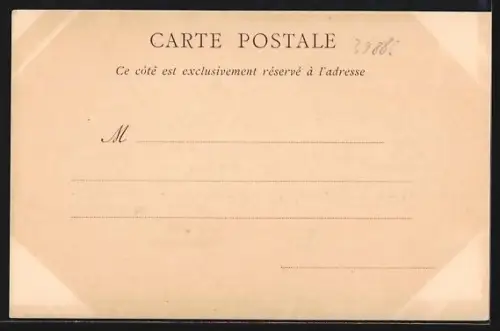 CARTE POSTALE
Ce côté est exclusivement réservé à l'adresse
M